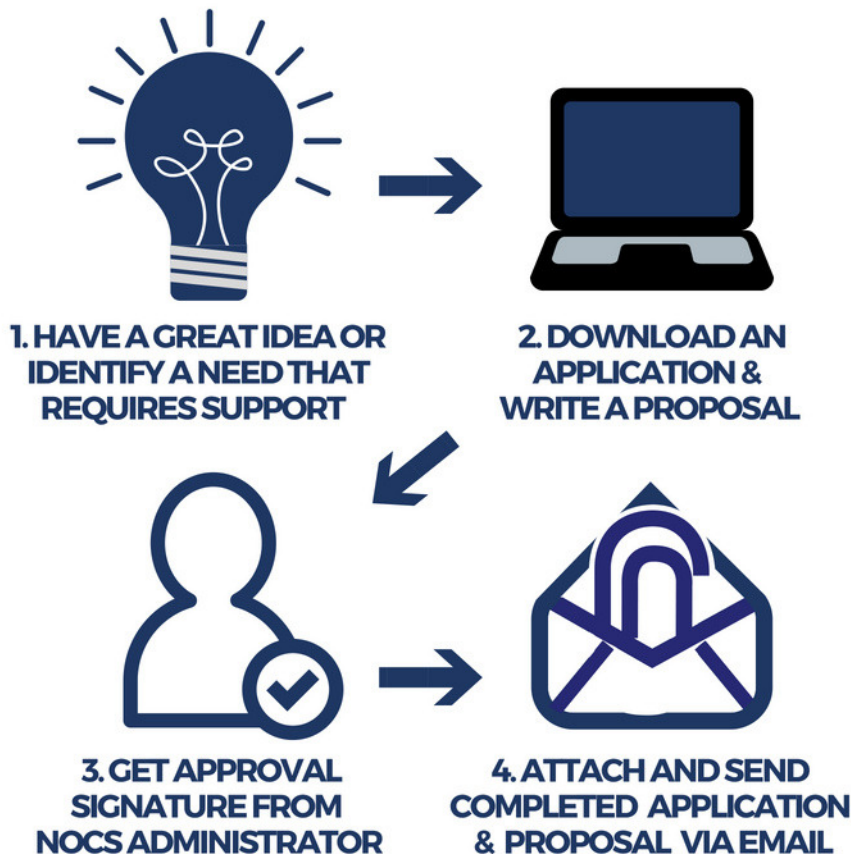 1. HAVE A GREAT IDEA OR
IDENTIFY A NEED THAT
REQUIRES SUPPORT
2. DOWNLOAD AN
APPLICATION &
WRITE A PROPOSAL
3. GET APPROVAL
SIGNATURE FROM
NOCS ADMINISTRATOR
4. ATTACH AND SEND
COMPLETED APPLICATION
& PROPOSAL VIA EMAIL